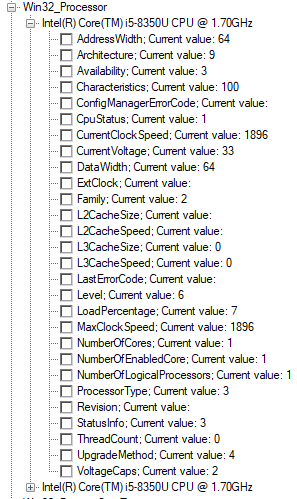 Win32_Processor
Intel(R) Core(TM) i5-8350U CPU @ 1.70GHz
AddressWidth; Current value: 64
Architecture; Current value: 9
Availability; Current value: 3
Characteristics; Current value: 100
ConfigManagerErrorCode; Current value:
CpuStatus; Current value: 1
CurrentClockSpeed; Current value: 1896
CurrentVoltage; Current value: 33
DataWidth; Current value: 64
ExtClock; Current value:
Family; Current value: 2
L2CacheSize; Current value:
L2CacheSpeed; Current value:
L3CacheSize; Current value: 0
L3CacheSpeed; Current value: 0
LastErrorCode; Current value:
Level; Current value: 6
LoadPercentage; Current value: 7
MaxClockSpeed; Current value: 1896
NumberOfCores; Current value: 1
NumberOfEnabledCore; Current value: 1
NumberOfLogicalProcessors; Current value: 1
ProcessorType; Current value: 3
Revision; Current value:
StatusInfo; Current value: 3
ThreadCount; Current value: 0
UpgradeMethod; Current value: 4
VoltageCaps; Current value: 2
Intel(R) Core(TM) i5-8350U CPU @ 1.70GHz